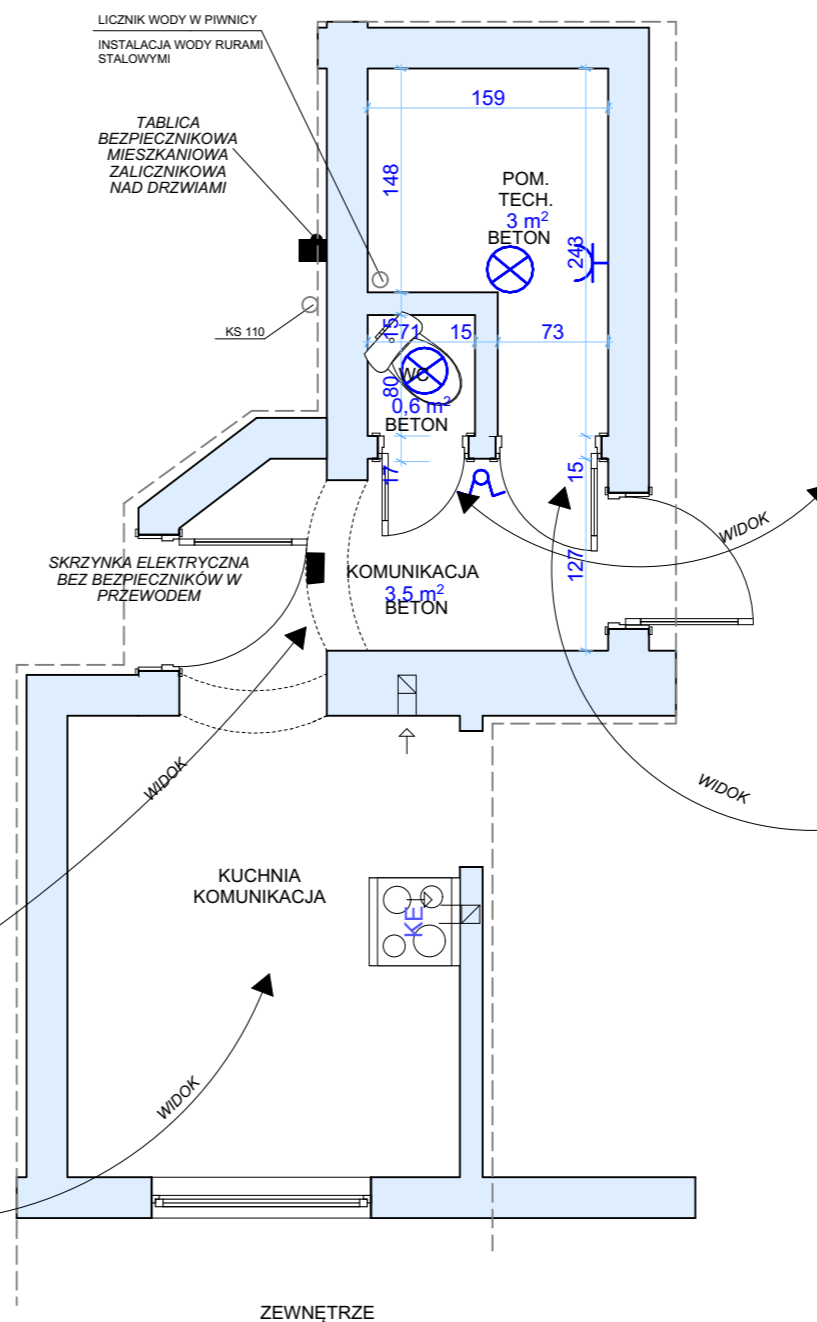 LICZNIK WODY W PIWNICY
INSTALACJA WODY RURAMI
STALOWYMI
TABLICA
BEZPIECZNIKOWA
MIESZKANIOWA
ZALICZNIKOWA
NAD DRZWIAMI
159
148
POM.
TECH.
3 m²
BETON
243
KS 110
15
71
15
73
WC
80
0,6 m²
BETON
17
15
WIDOK
SKRZYNKA ELEKTRYCZNA
BEZ BEZPIECZNIKÓW W
PRZEWODEM
KOMUNIKACJA
3,5 m²
BETON
127
WIDOK
WIDOK
KUCHNIA
KOMUNIKACJA
KE
WIDOK
ZEWNĘTRZE